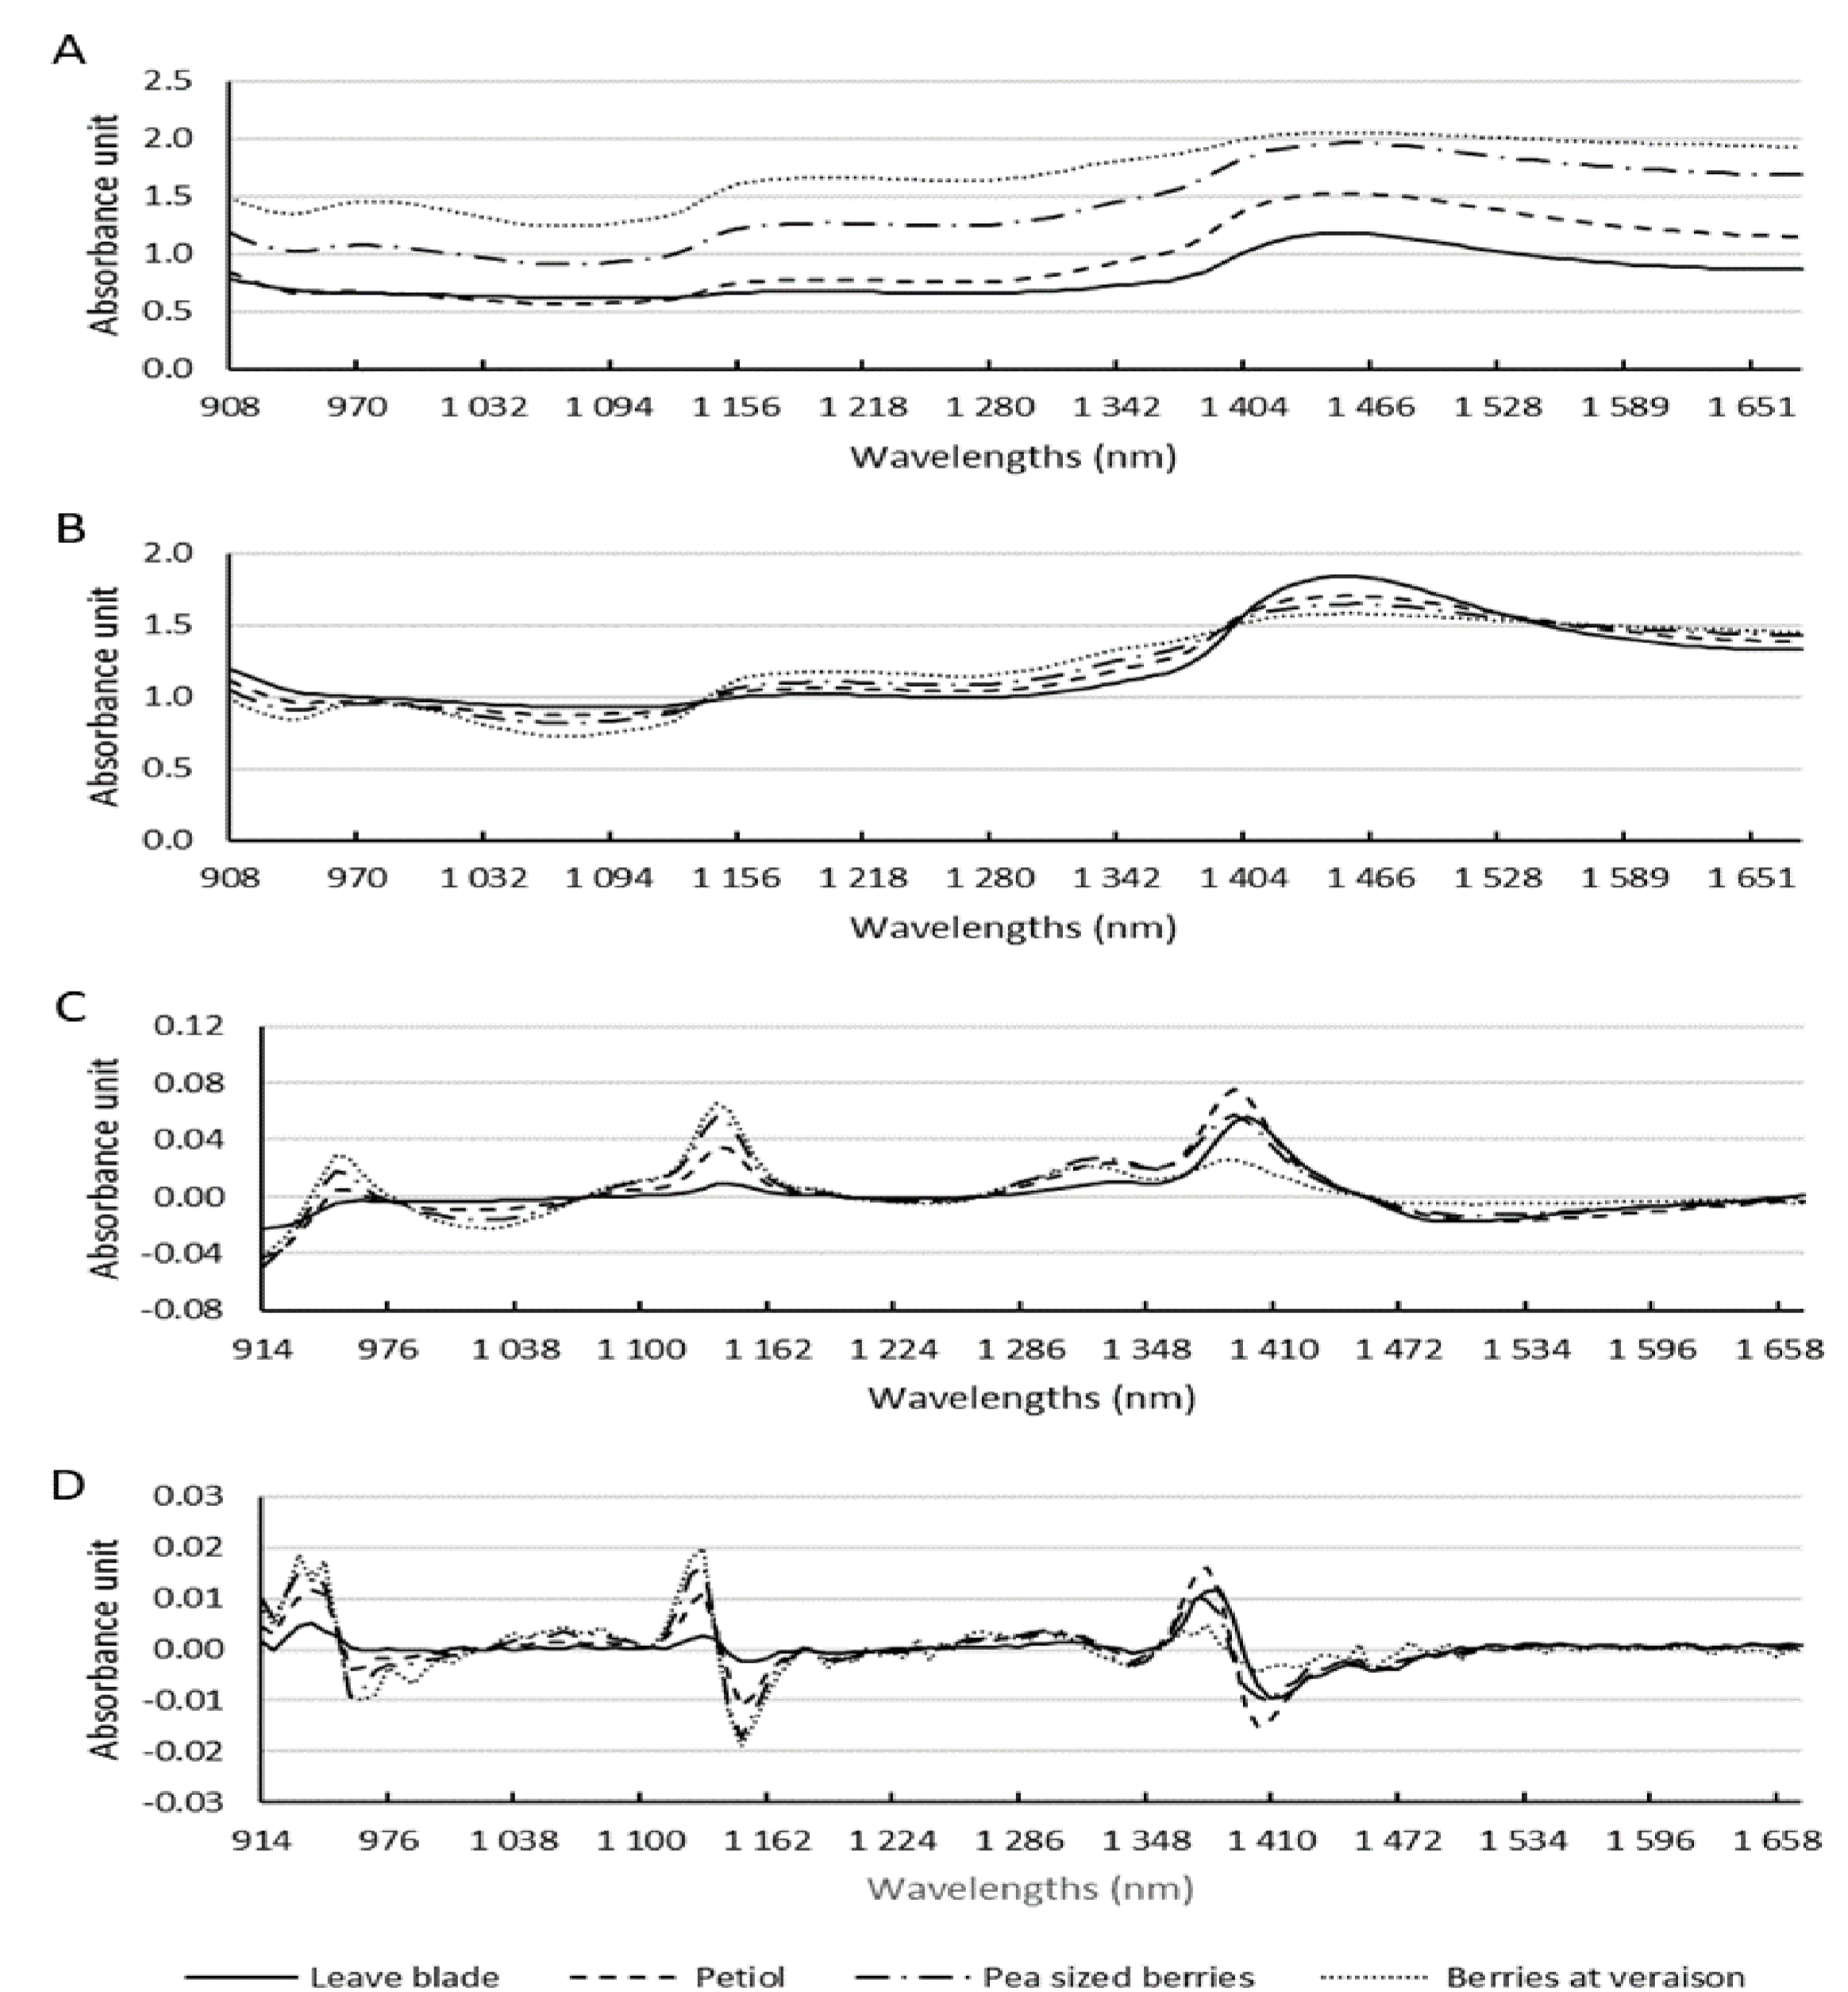 A
2.5
2.0
1.5
1.0
0.5
0.0
Absorbance unit
908 970 1 032 1 094 1 156 1 218 1 280 1 342 1 404 1 466 1 528 1 589 1 651
Wavelengths (nm)
B
2.0
1.5
1.0
0.5
0.0
Absorbance unit
908 970 1 032 1 094 1 156 1 218 1 280 1 342 1 404 1 466 1 528 1 589 1 651
Wavelengths (nm)
C
0.12
0.08
0.04
0.00
-0.04
-0.08
Absorbance unit
914 976 1 038 1 100 1 162 1 224 1 286 1 348 1 410 1 472 1 534 1 596 1 658
Wavelengths (nm)
D
0.03
0.02
0.01
0.00
-0.01
-0.02
-0.03
Absorbance unit
914 976 1 038 1 100 1 162 1 224 1 286 1 348 1 410 1 472 1 534 1 596 1 658
Wavelengths (nm)
Leave blade Petiol Pea sized berries Berries at veraison